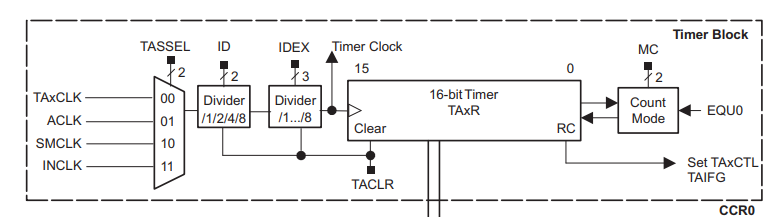 Timer Block
TASSEL
ID
IDEX
Timer Clock
MC
2
2
3
15
0
2
TAxCLK
ACLK
SMCLK
INCLK
00
01
10
11
Divider
/1/2/4/8
Divider
/1.../8
16-bit Timer
TAxR
Clear
RC
Count
Mode
EQU0
TACLR
Set TAxCTL
TAIFG
CCR0